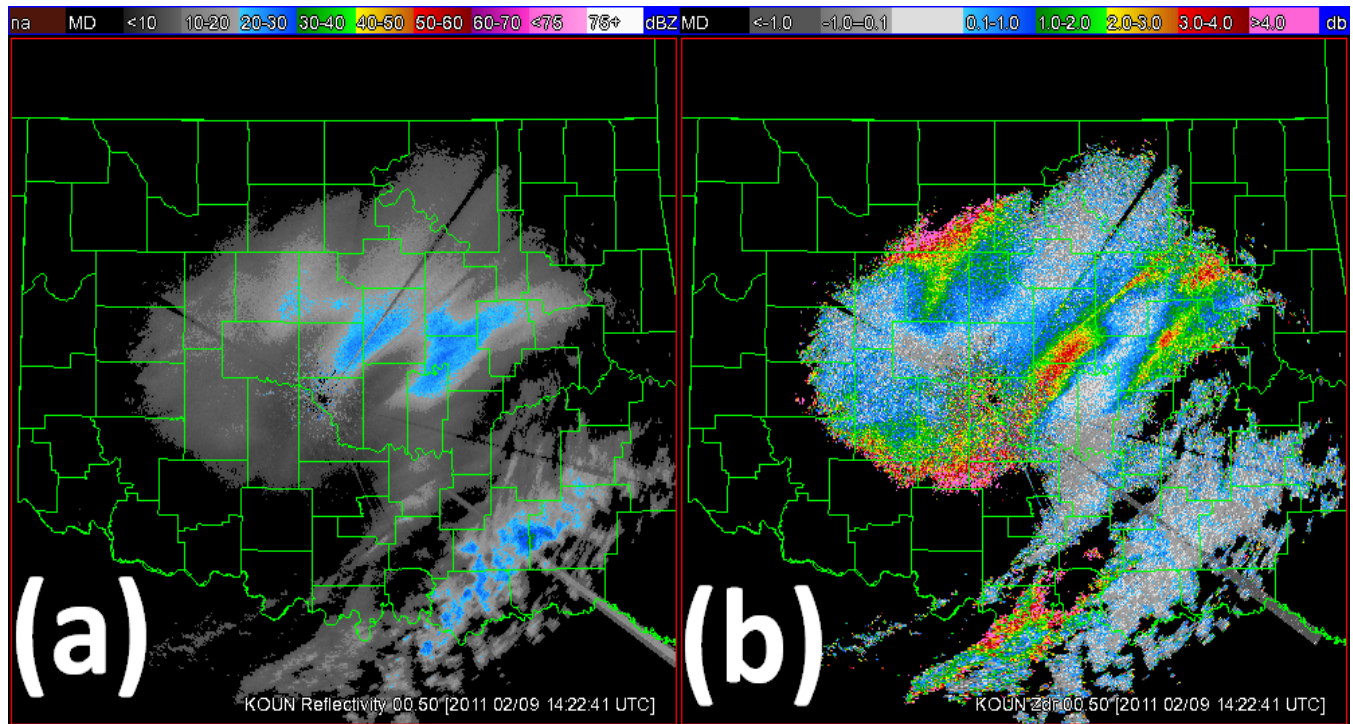 na MD <10 10-20 20-30 30-40 40-50 50-60 60-70 <75 75+ dBZ
MD <-1.0 -1.0--0.1 0.1-1.0 1.0-2.0 2.0-3.0 3.0-4.0 >4.0 db
(a)
KOUN Reflectivity 00.50 [2011 02/09 14:22:41 UTC]
(b)
KOUN Zdr 00.50 [2011 02/09 14:22:41 UTC]